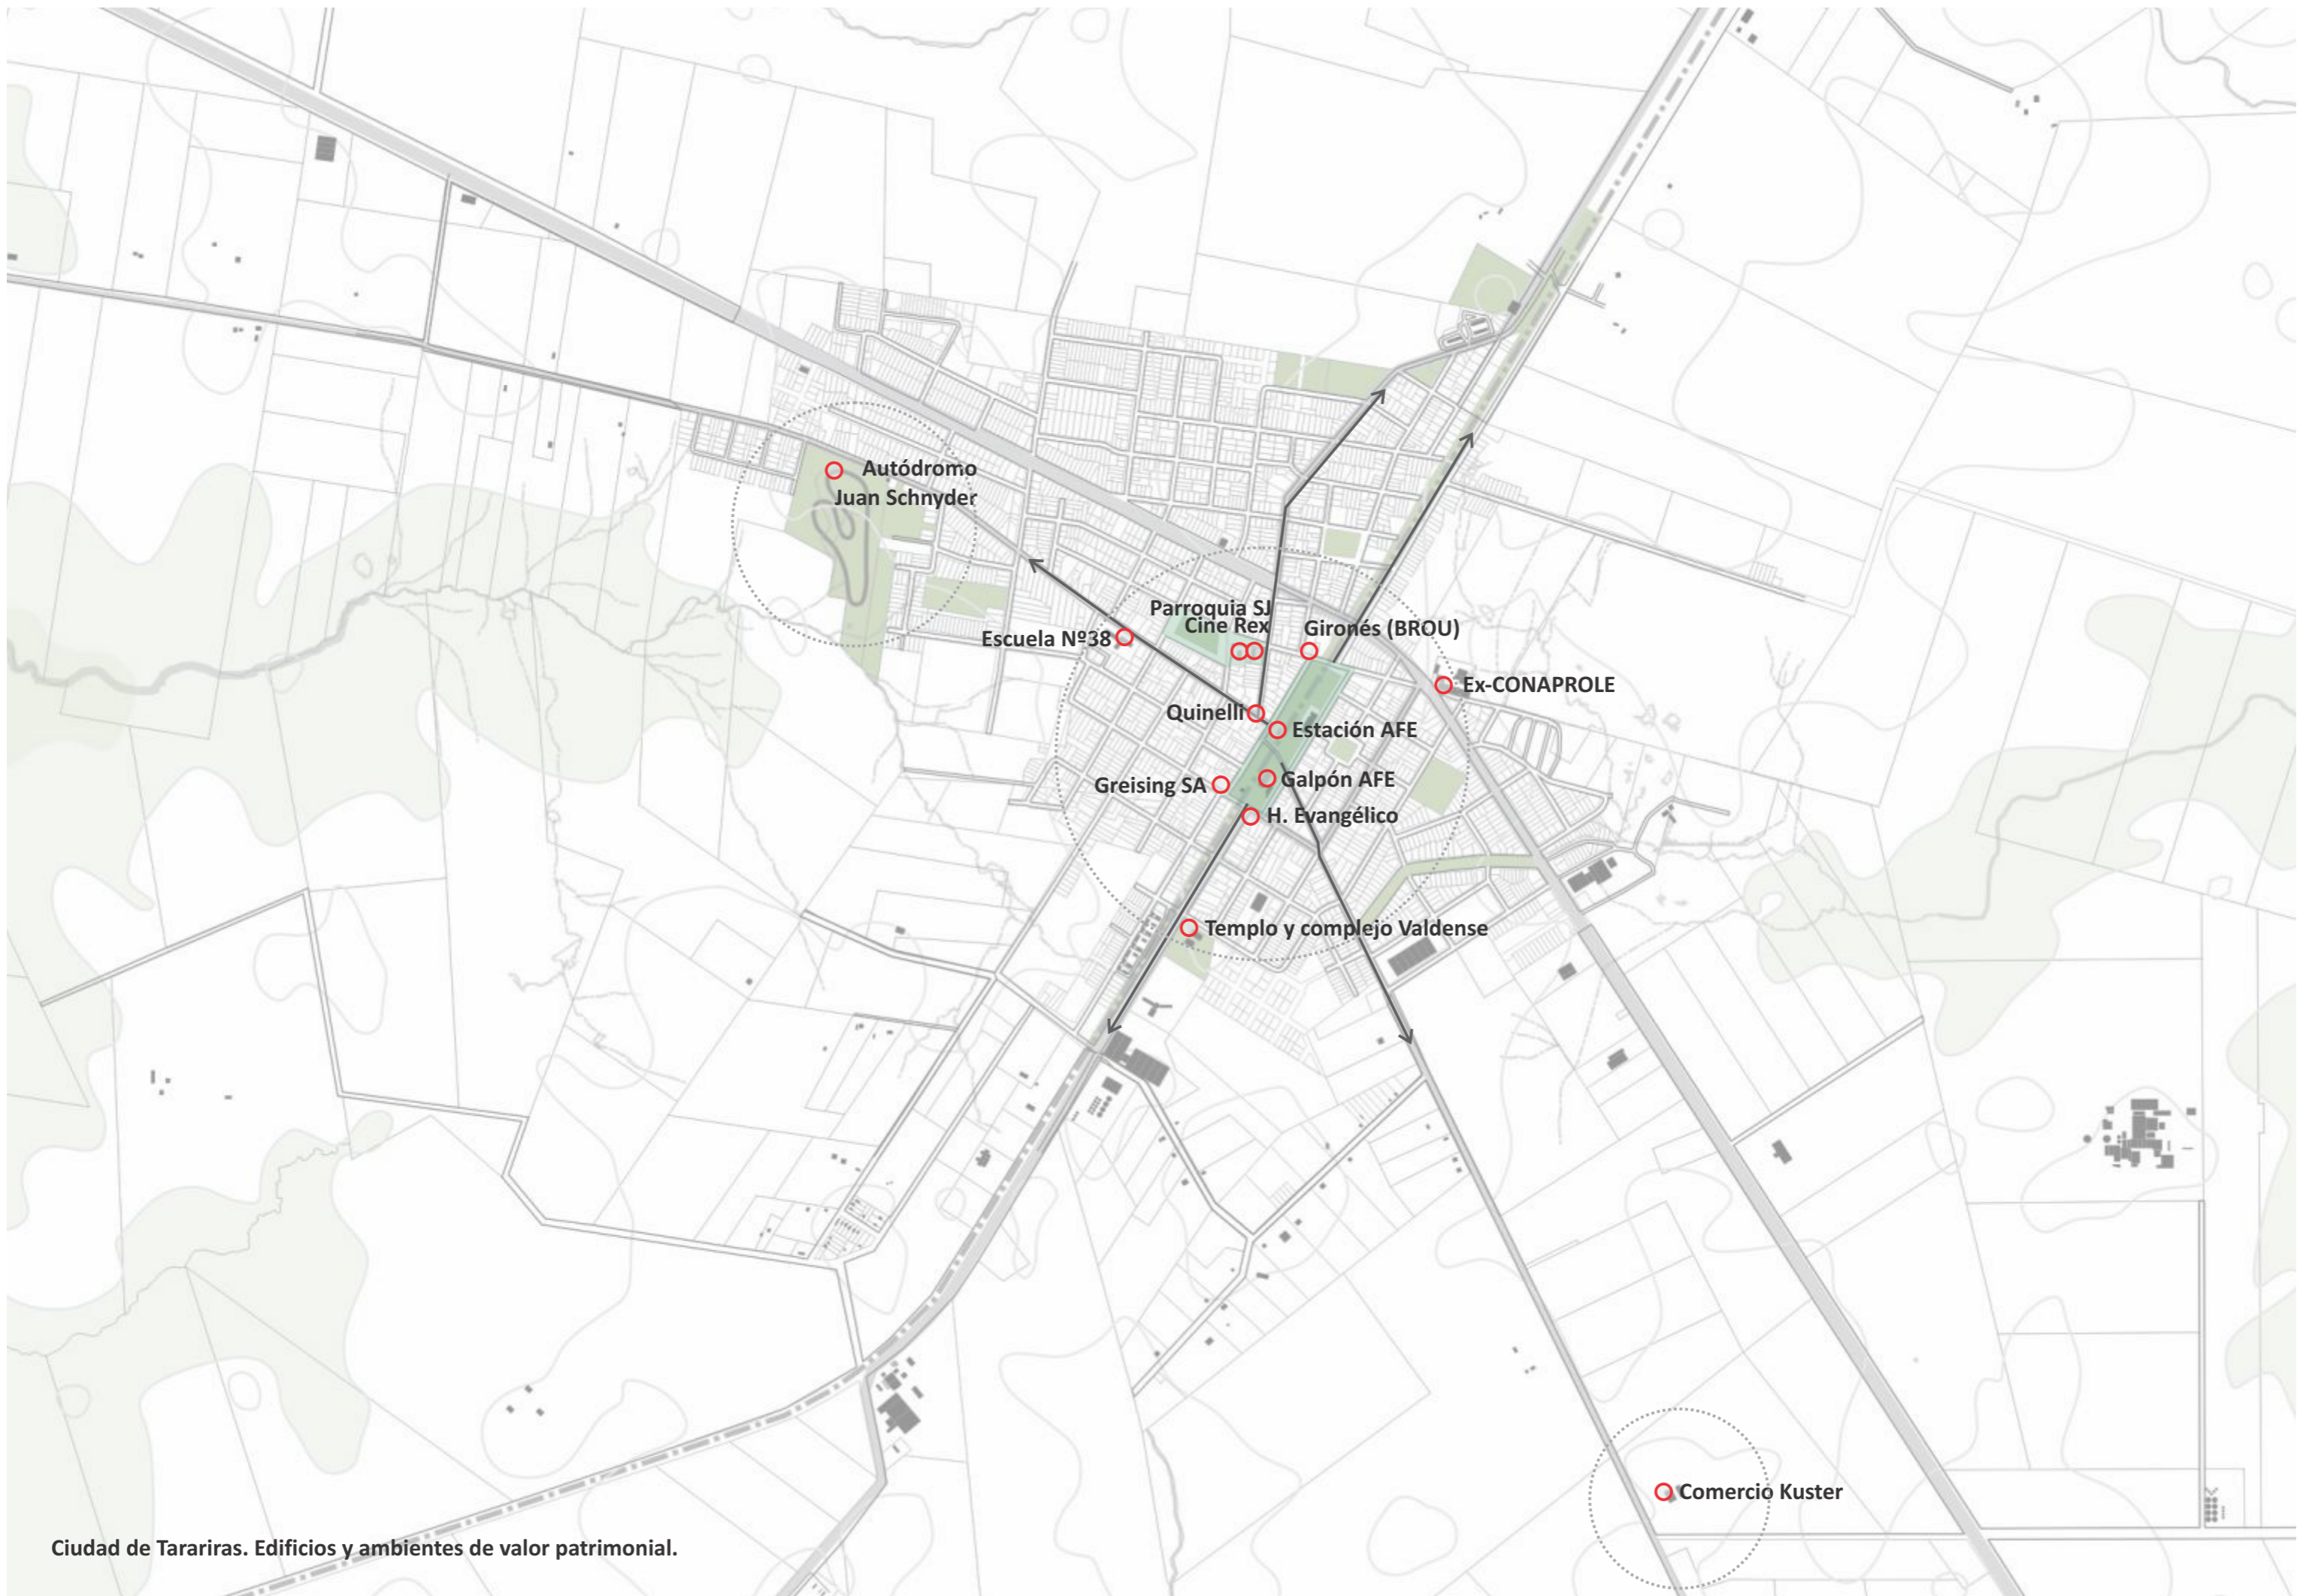 Autódromo
Juan Schnyder
Parroquia SJ
Cine Rex
Gironés (BROU)
Escuela Nº38
Ex-CONAPROLE
Quinelli
Estación AFE
Greising SA
Galpón AFE
H. Evangélico
Templo y complejo Valdense
Comercio Kuster
Ciudad de Tarariras. Edificios y ambientes de valor patrimonial.